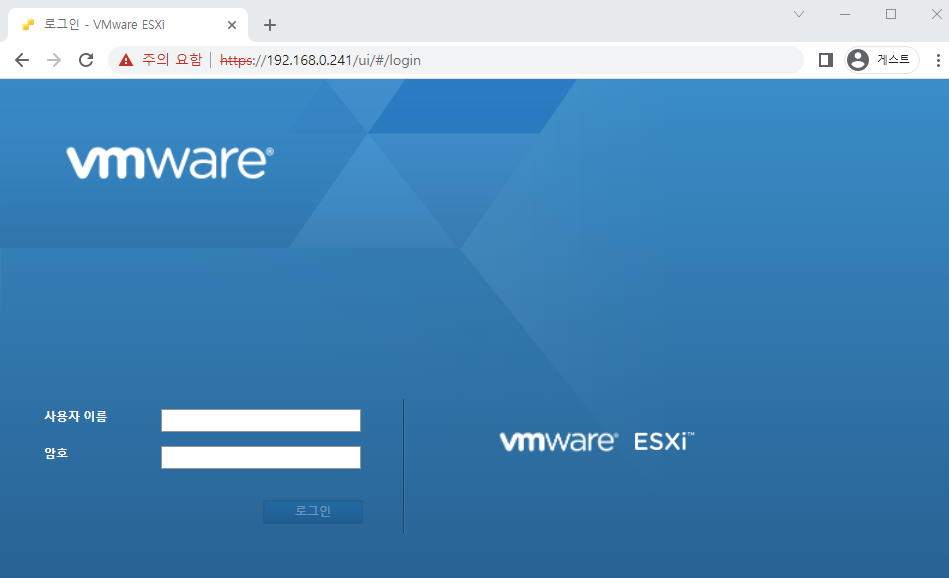 로그인 - VMware ESXi
주의 요함 | https://192.168.0.241/ui/#/login
게스트
vmware®
사용자 이름
암호
로그인
vmware® ESXi™